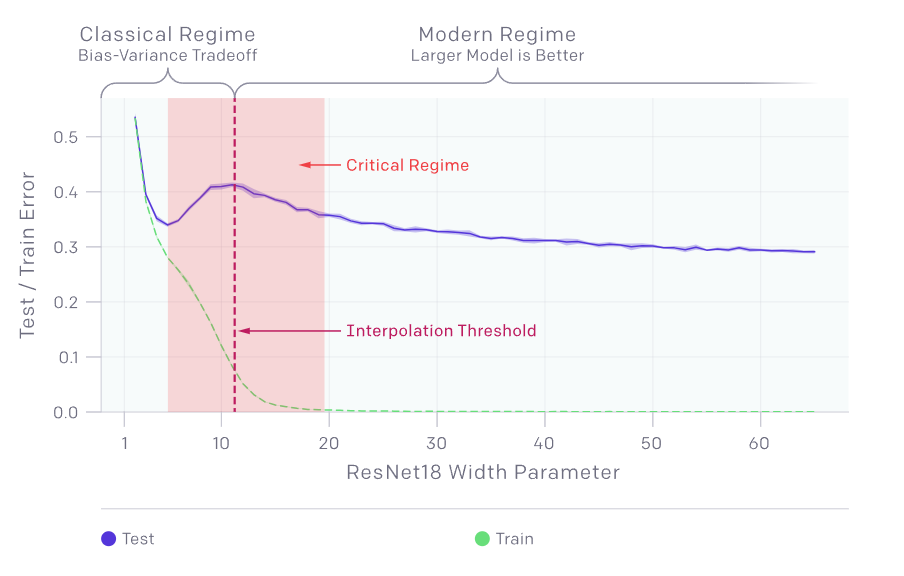 Classical Regime
Bias-Variance Tradeoff
Modern Regime
Larger Model is Better
Test / Train Error
0.5
0.4
0.3
0.2
0.1
0.0
Critical Regime
Interpolation Threshold
1
10
20
30
40
50
60
ResNet18 Width Parameter
Test
Train